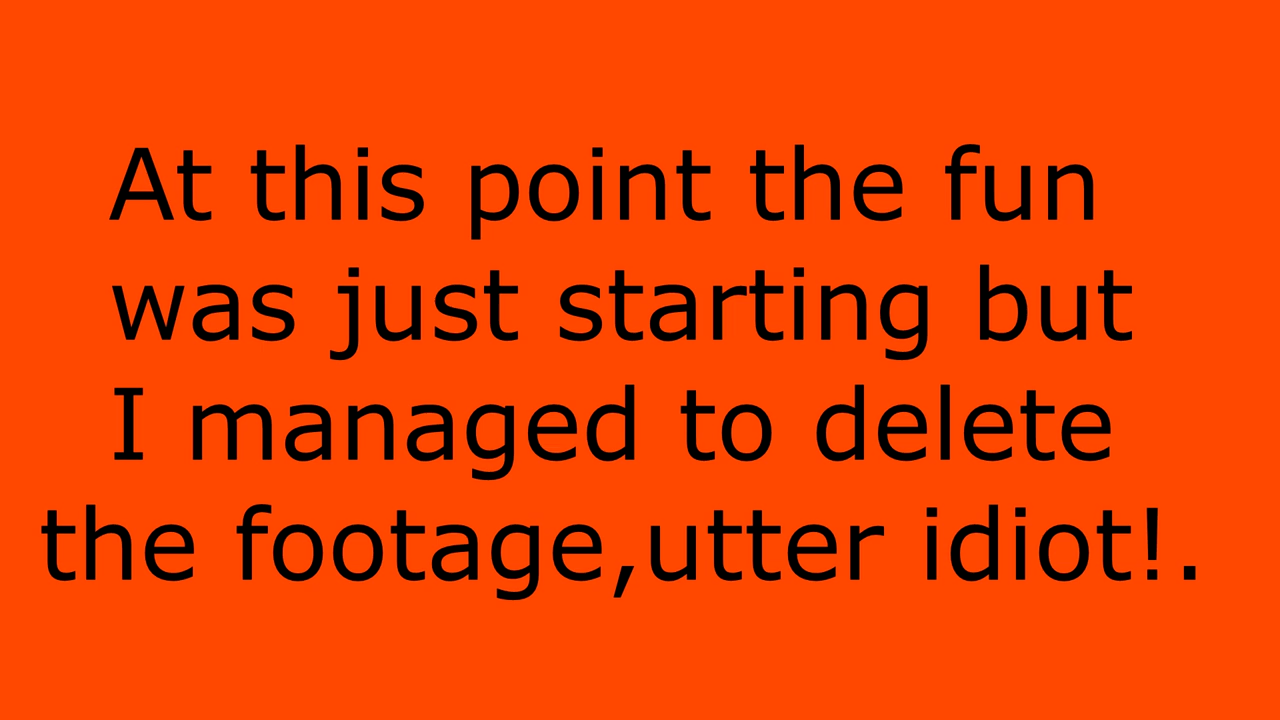 At this point the fun
was just starting but
I managed to delete
the footage,utter idiot!.